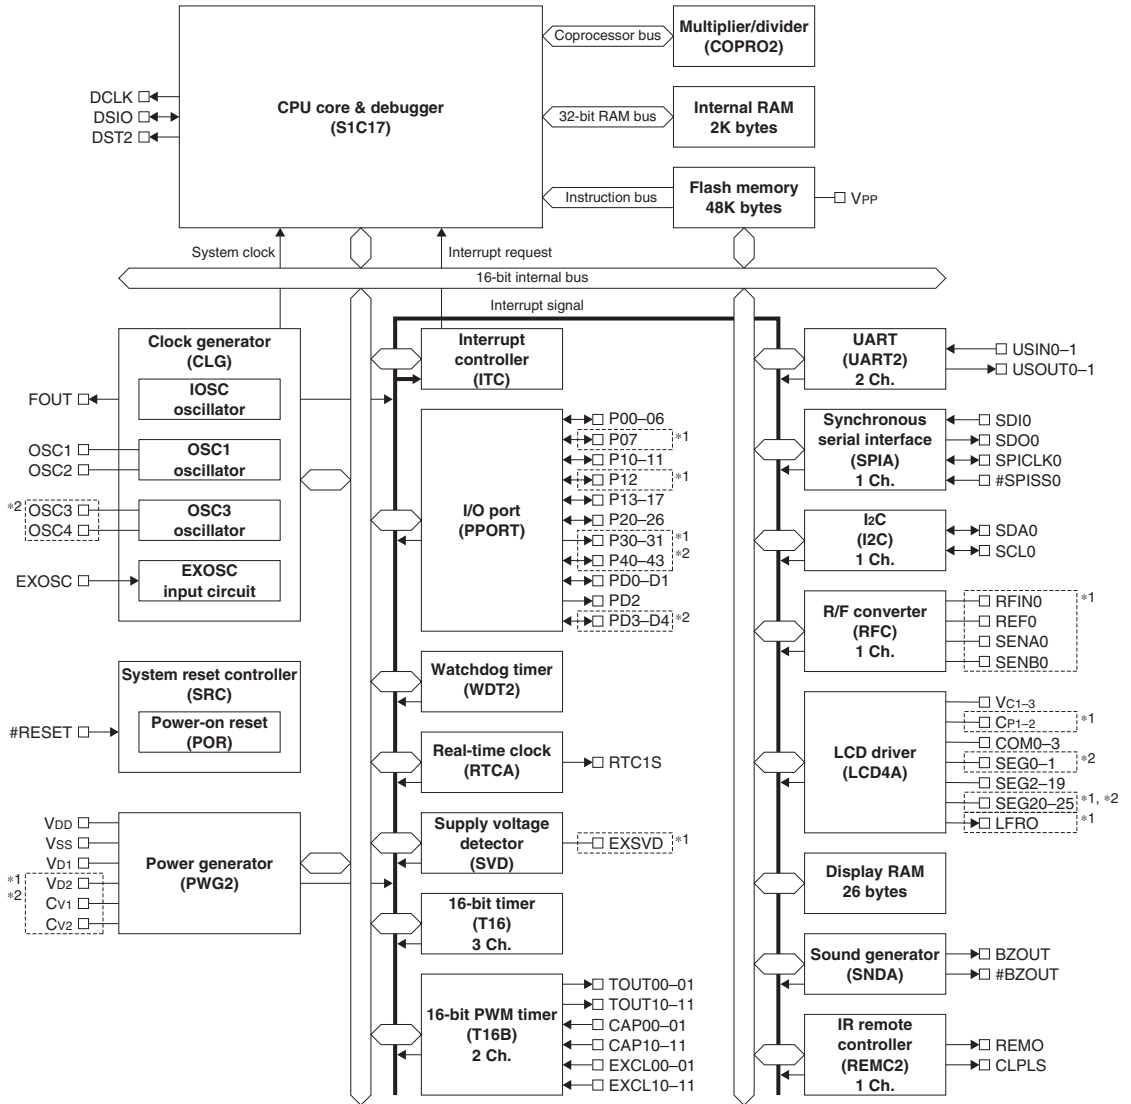 Coprocessor bus
Multiplier/divider
(COPRO2)
DCLK
DSIO
DST2
CPU core & debugger
(S1C17)
32-bit RAM bus
Internal RAM
2K bytes
Instruction bus
Flash memory
48K bytes
VPP
System clock
Interrupt request
16-bit internal bus
Interrupt signal
Clock generator
(CLG)
IOSC
oscillator
FOUT
OSC1
OSC2
OSC1
oscillator
*2
OSC3
OSC4
OSC3
oscillator
EXOSC
EXOSC
input circuit
System reset controller
(SRC)
#RESET
Power-on reset
(POR)
VDD
VSS
VD1
*1
VD2
*2
CV1
CV2
Power generator
(PWG2)
Interrupt
controller
(ITC)
I/O port
(PPORT)
P00–06
P07 *1
P10–11
P12 *1
P13–17
P20–26
P30–31 *1
P40–43 *2
PD0–D1
PD2
PD3–D4 *2
Watchdog timer
(WDT2)
Real-time clock
(RTCA)
RTC1S
Supply voltage
detector
(SVD)
EXSVD *1
16-bit timer
(T16)
3 Ch.
16-bit PWM timer
(T16B)
2 Ch.
TOUT00–01
TOUT10–11
CAP00–01
CAP10–11
EXCL00–01
EXCL10–11
UART
(UART2)
2 Ch.
USIN0–1
USOUT0–1
Synchronous
serial interface
(SPIA)
1 Ch.
SDI0
SDO0
SPICLK0
#SPISS0
I2C
(I2C)
1 Ch.
SDA0
SCL0
R/F converter
(RFC)
1 Ch.
RFIN0 *1
REF0
SENA0
SENB0
LCD driver
(LCD4A)
VC1–3
CP1–2 *1
COM0–3
SEG0–1 *2
SEG2–19
SEG20–25 *1, *2
LFRO *1
Display RAM
26 bytes
Sound generator
(SNDA)
BZOUT
#BZOUT
IR remote
controller
(REMC2)
1 Ch.
REMO
CLPLS